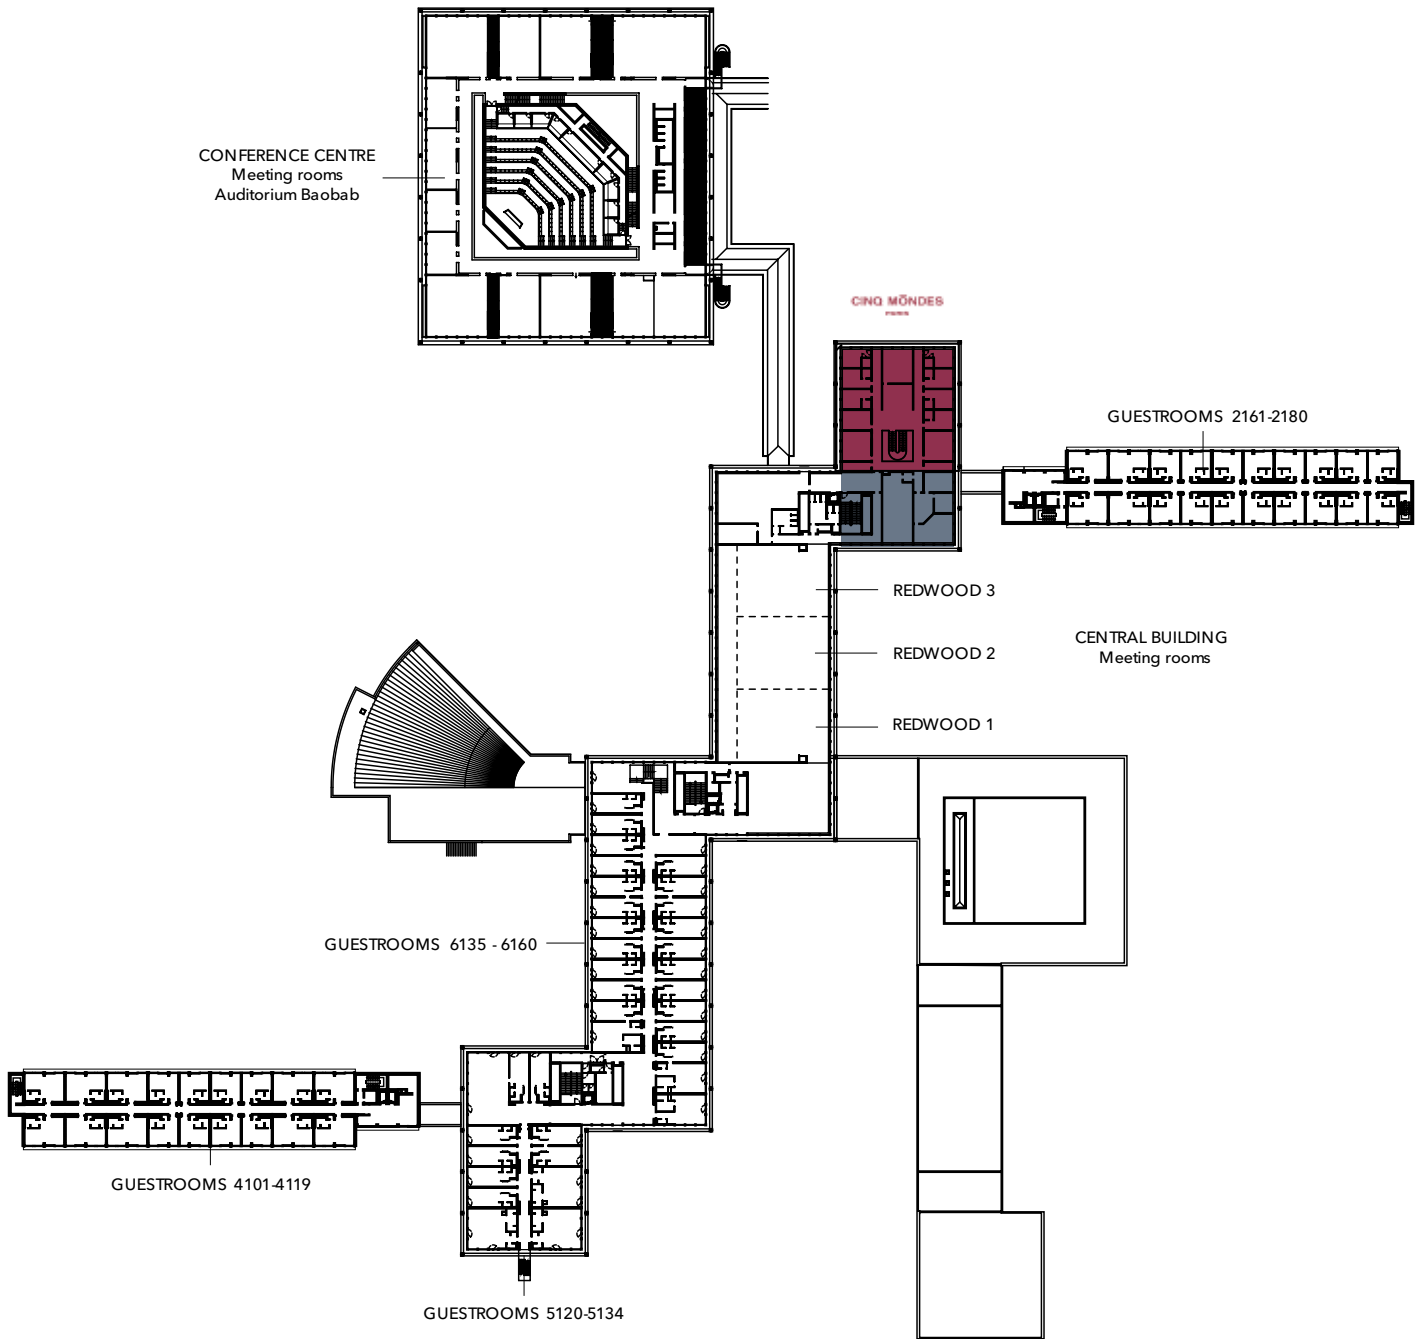 CONFERENCE CENTRE
Meeting rooms
Auditorium Baobab
CINQ MONDES
PARIS
GUESTROOMS 2161-2180
REDWOOD 3
REDWOOD 2
CENTRAL BUILDING
Meeting rooms
REDWOOD 1
GUESTROOMS 6135 - 6160
GUESTROOMS 4101-4119
GUESTROOMS 5120-5134